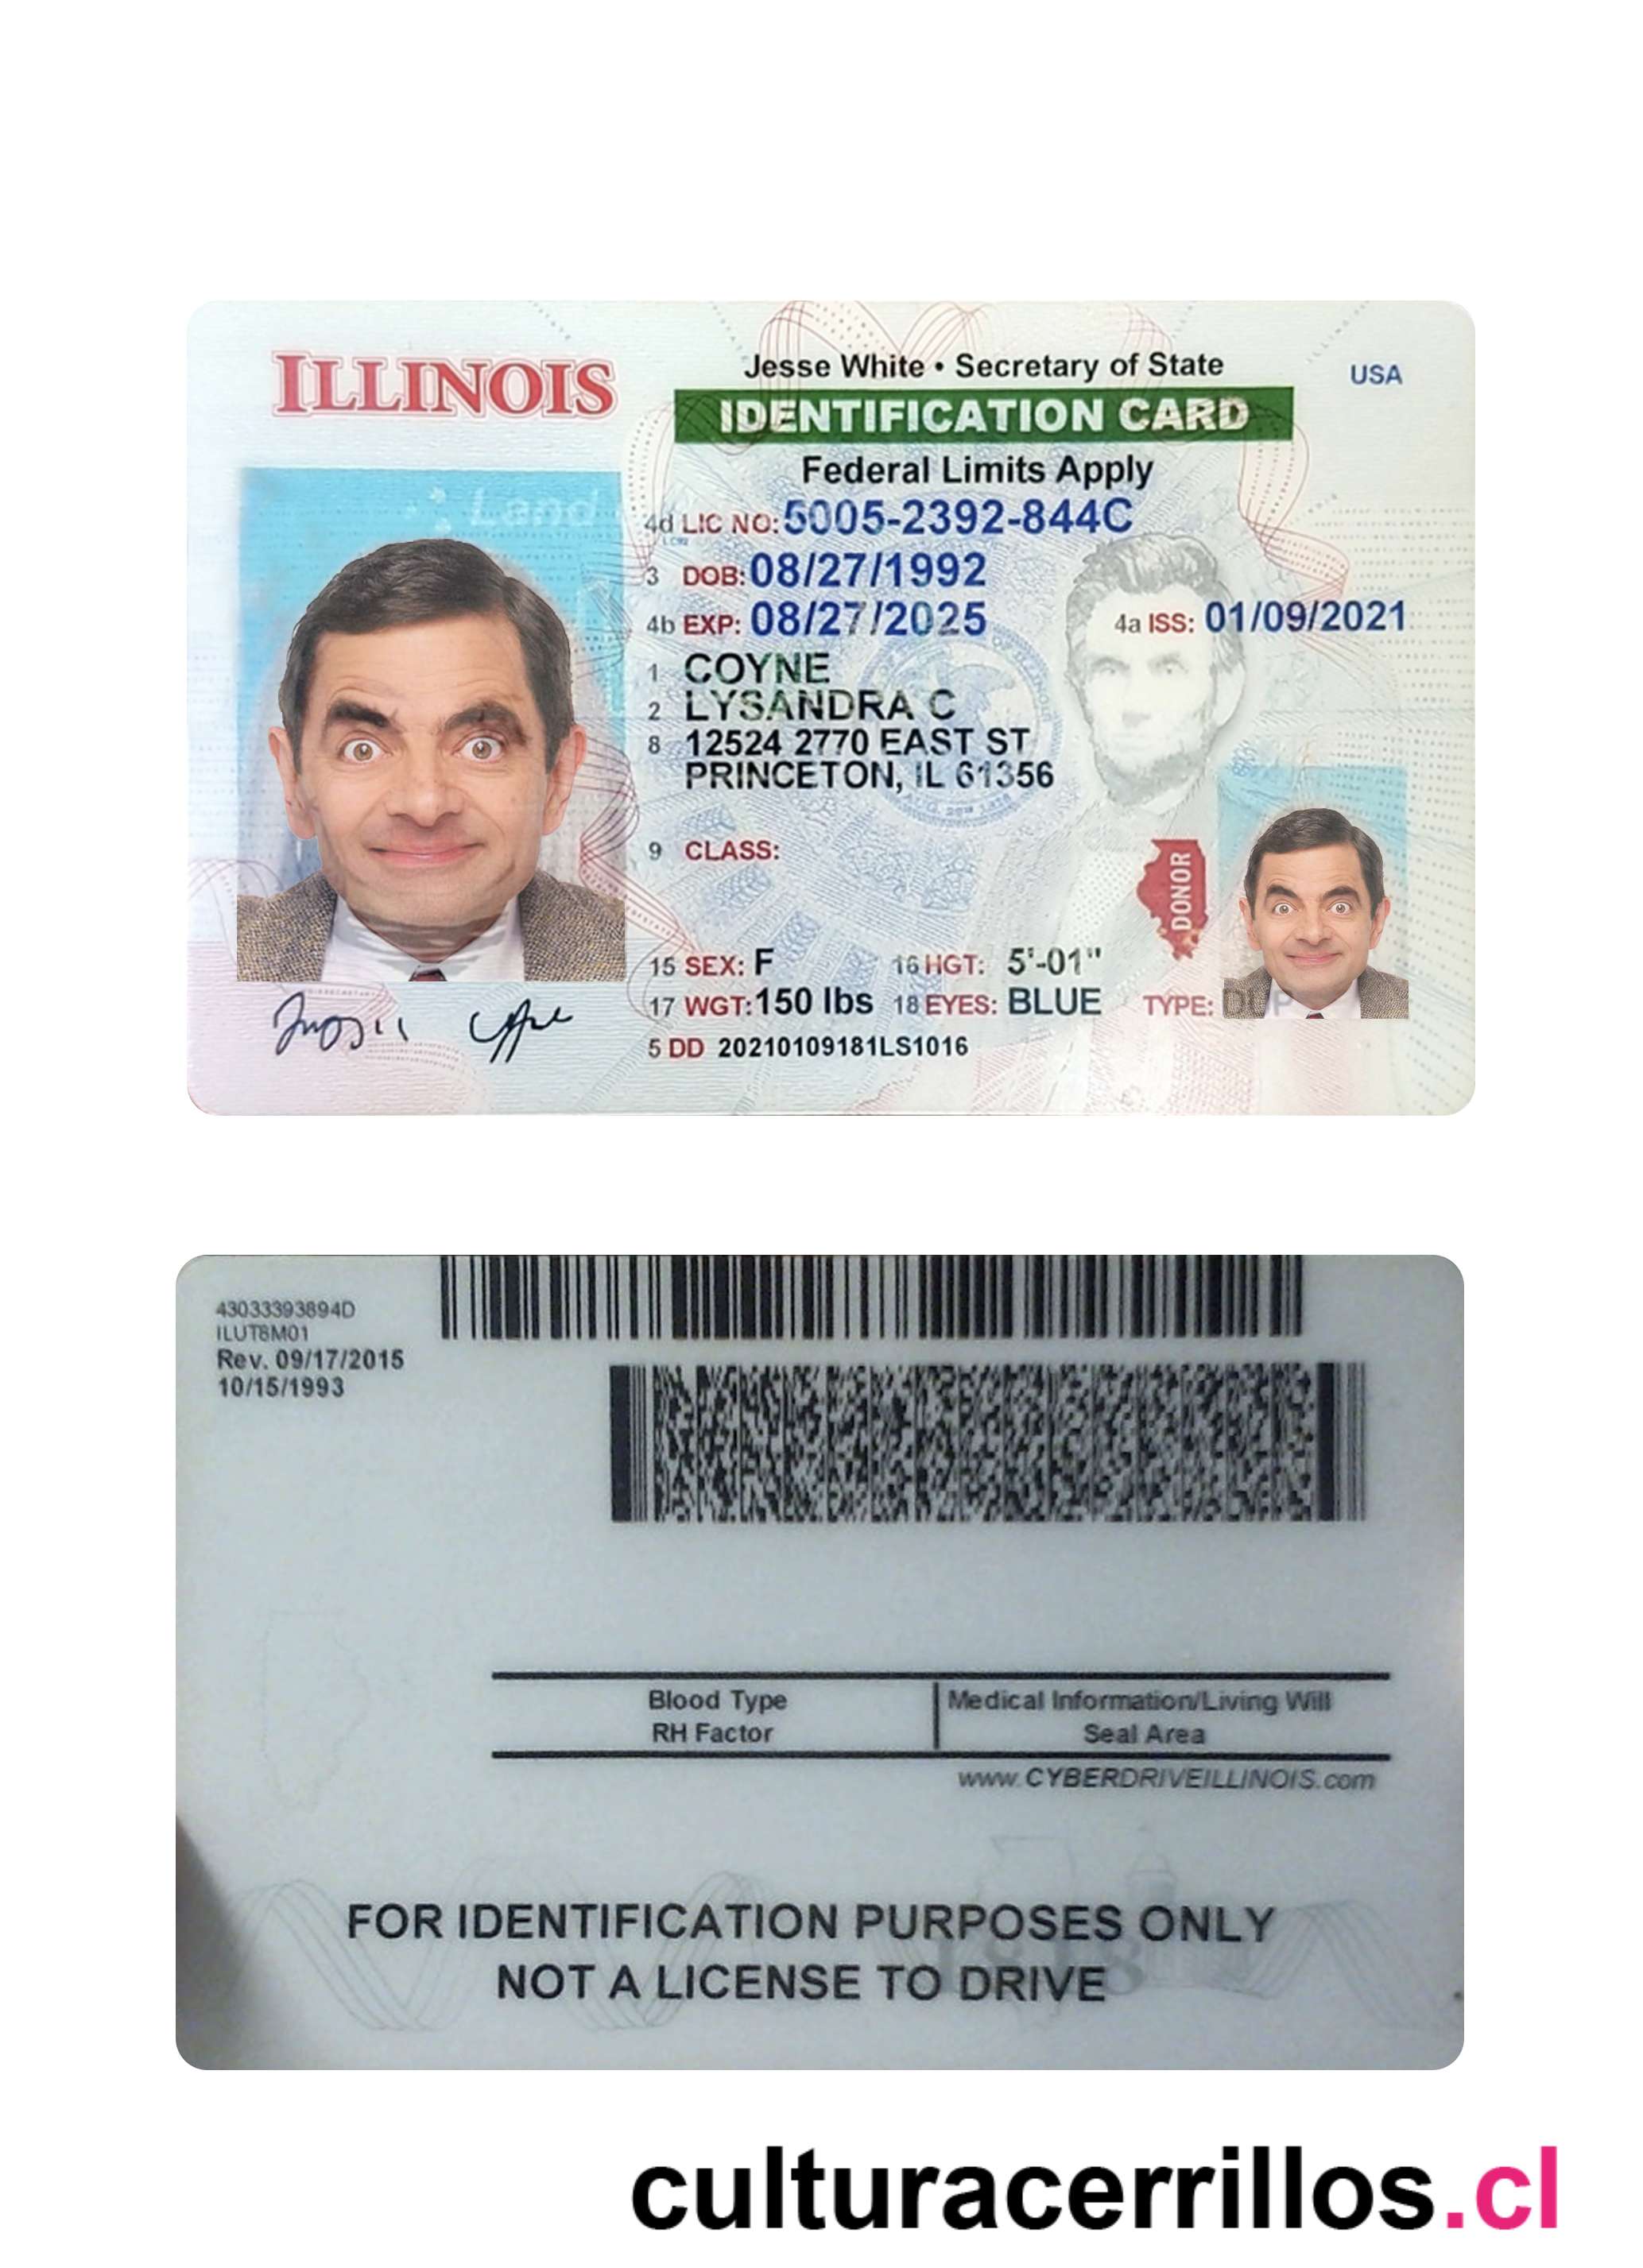 ILLINOIS
Jesse White • Secretary of State
USA
IDENTIFICATION CARD
Federal Limits Apply
Land
4d LIC NO: 5005-2392-844C
3 DOB: 08/27/1992
4b EXP: 08/27/2025
4a ISS: 01/09/2021
1 COYNE
2 LYSANDRA C
8 12524 2770 EAST ST
PRINCETON, IL 61356
9 CLASS:
DONOR
15 SEX: F 16 HGT: 5'-01"
17 WGT: 150 lbs 18 EYES: BLUE TYPE: DUP
5 DD 20210109181LS1016
43033393894D
ILUT8M01
Rev. 09/17/2015
10/15/1993
Blood Type
RH Factor
Medical Information/Living Will
Seal Area
www.CYBERDRIVEILLINOIS.com
FOR IDENTIFICATION PURPOSES ONLY
NOT A LICENSE TO DRIVE
culturacerrillos.cl